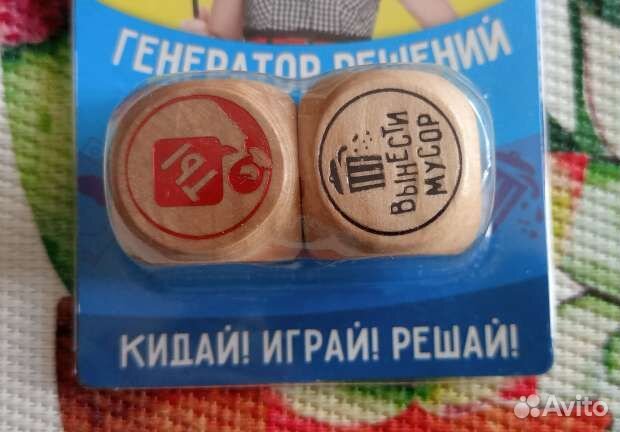 ГЕНЕРАТОР РЕШЕНИЙ
ТЫ
ВЫНЕСТИ
МУСОР
КИДАЙ! ИГРАЙ! РЕШАЙ!
Avito